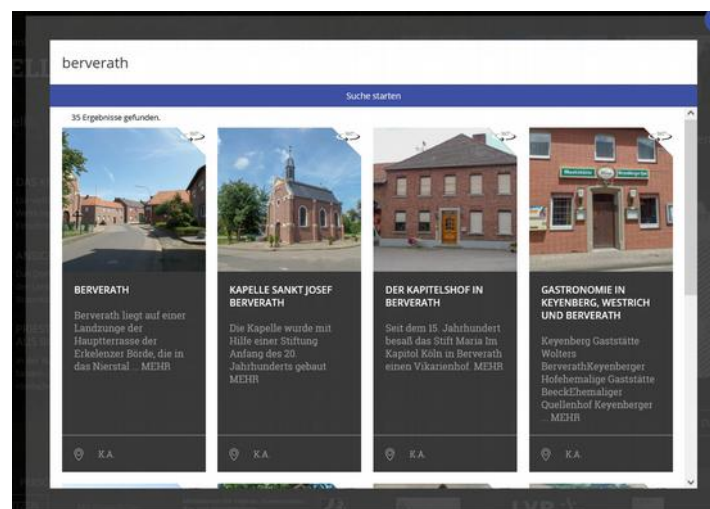 berverath
Suche starten
35 Ergebnisse gefunden.
BERVERATH
Berverath liegt auf einer
Landzunge der
Hauptterrasse der
Erkelenzer Börde, die in
das Nierstal ... MEHR
K.A.
KAPELLE SANKT JOSEF
BERVERATH
Die Kapelle wurde mit
Hilfe einer Stiftung
Anfang des 20.
Jahrhunderts gebaut
MEHR
K.A.
DER KAPITELSHOF IN
BERVERATH
Seit dem 15. Jahrhundert
besaß das Stift Maria Im
Kapitol Köln in Berverath
einen Vikarienhof. MEHR
K.A.
GASTRONOMIE IN
KEYENBERG, WESTRICH
UND BERVERATH
Keyenberg Gaststätte
Wolters
BerverathKeyenberger
Hofehemalige Gaststätte
BeeckEhemaliger
Quellenhof Keyenberger
... MEHR
K.A.